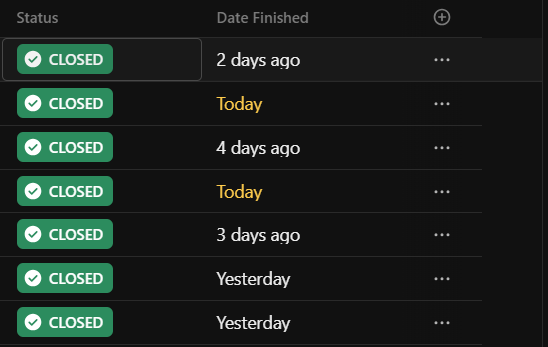 Status Date Finished
CLOSED 2 days ago ...
CLOSED Today ...
CLOSED 4 days ago ...
CLOSED Today ...
CLOSED 3 days ago ...
CLOSED Yesterday ...
CLOSED Yesterday ...